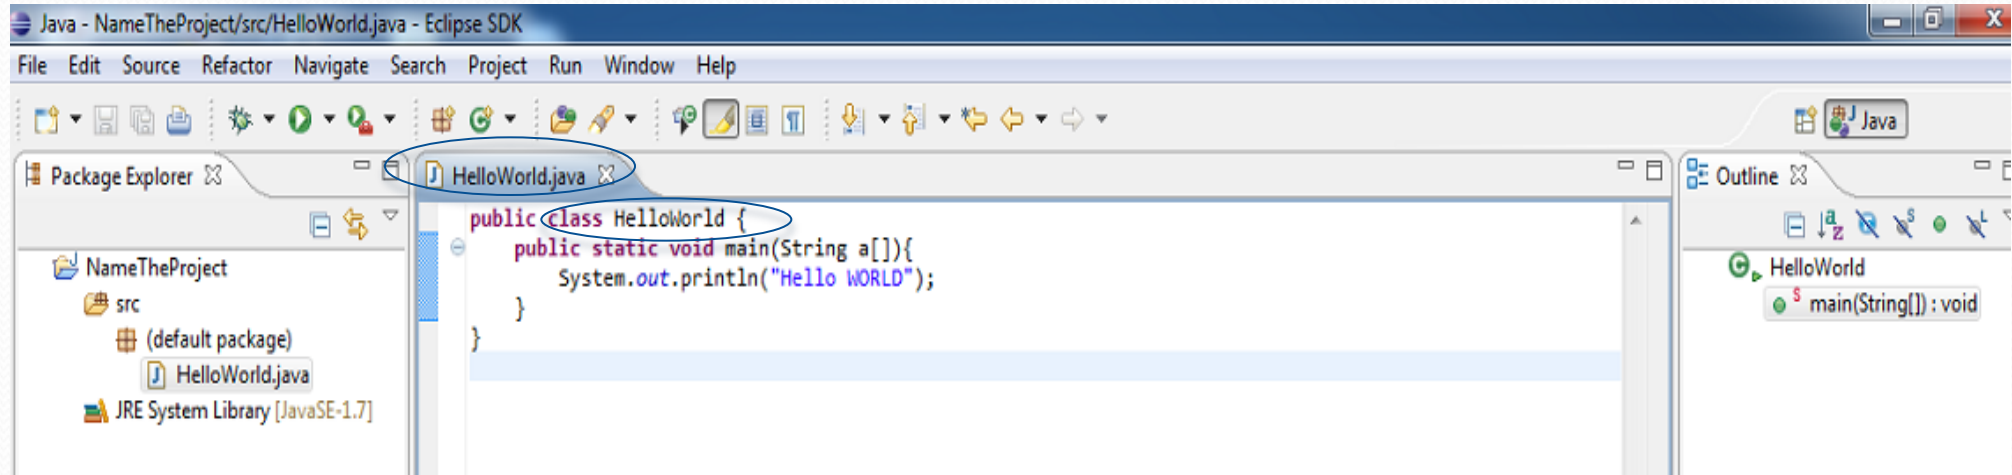 Java - NameTheProject/src/HelloWorld.java - Eclipse SDK
File Edit Source Refactor Navigate Search Project Run Window Help
Java
Package Explorer
NameTheProject
src
(default package)
HelloWorld.java
JRE System Library [JavaSE-1.7]
HelloWorld.java
public class HelloWorld {
public static void main(String a[]){
System.out.println("Hello WORLD");
}
}
Outline
HelloWorld
main(String[]) : void